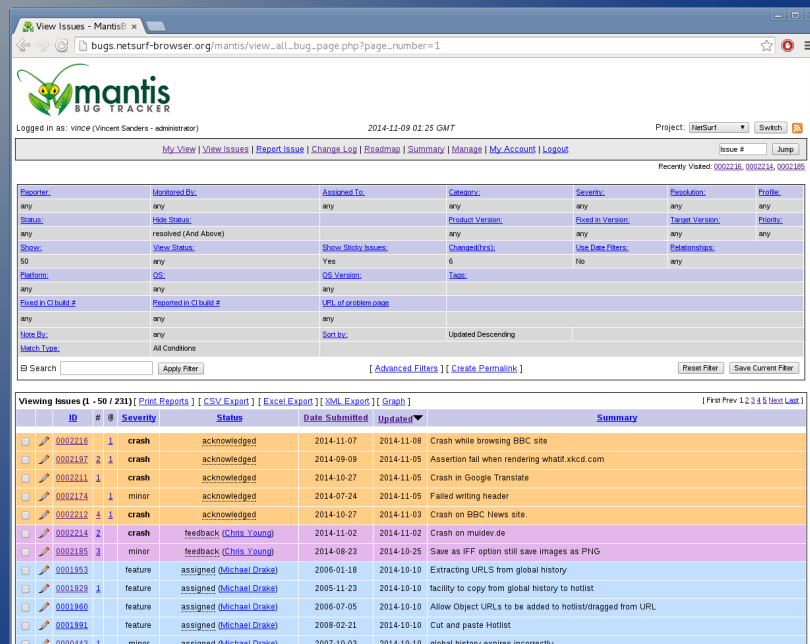 View Issues - MantisB ×
bugs.netsurf-browser.org/mantis/view_all_bug_page.php?page_number=1
mantis
BUG TRACKER
Logged in as: vince (Vincent Sanders - administrator) 2014-11-09 01:25 GMT Project: NetSurf Switch
My View | View Issues | Report Issue | Change Log | Roadmap | Summary | Manage | My Account | Logout Issue # Jump
Recently Visited: 0002216, 0002214, 0002185
Reporter: Monitored By: Assigned To: Category: Severity: Resolution: Profile:
any any any any any any any
Status: Hide Status: Product Version: Fixed in Version: Target Version: Priority:
any resolved (And Above) any any any any
Show: View Status: Show Sticky Issues: Changed(hrs): Use Date Filters: Relationships:
50 any Yes 6 No any
Platform: OS: OS Version: Tags:
any any any
Fixed in CI build # Reported in CI build # URL of problem page
any any any
Note By: any Sort by: Updated Descending
Match Type: All Conditions
Search Apply Filter [ Advanced Filters ] [ Create Permalink ] Reset Filter Save Current Filter
Viewing Issues (1 - 50 / 231) [ Print Reports ] [ CSV Export ] [ Excel Export ] [ XML Export ] [ Graph ] [ First Prev 1 2 3 4 5 Next Last ]
ID # Severity Status Date Submitted Updated Summary
0002216 1 crash acknowledged 2014-11-07 2014-11-08 Crash while browsing BBC site
0002197 2 1 crash acknowledged 2014-09-09 2014-11-05 Assertion fail when rendering whatif.xkcd.com
0002211 1 crash acknowledged 2014-10-27 2014-11-05 Crash in Google Translate
0002174 1 minor acknowledged 2014-07-24 2014-11-05 Failed writing header
0002212 4 1 crash acknowledged 2014-10-27 2014-11-03 Crash on BBC News site.
0002214 2 crash feedback (Chris Young) 2014-11-02 2014-11-02 Crash on muidev.de
0002185 3 minor feedback (Chris Young) 2014-08-23 2014-10-25 Save as IFF option still save images as PNG
0001953 feature assigned (Michael Drake) 2006-01-18 2014-10-10 Extracting URLS from global history
0001929 1 feature assigned (Michael Drake) 2005-11-23 2014-10-10 facility to copy from global history to hotlist
0001960 feature assigned (Michael Drake) 2006-07-05 2014-10-10 Allow Object URLs to be added to hotlist/dragged from URL
0001991 feature assigned (Michael Drake) 2008-02-21 2014-10-10 Cut and paste Hotlist
0000443 1 minor assigned (Michael Drake) 2007-10-03 2014-10-10 global history expires incorrectly